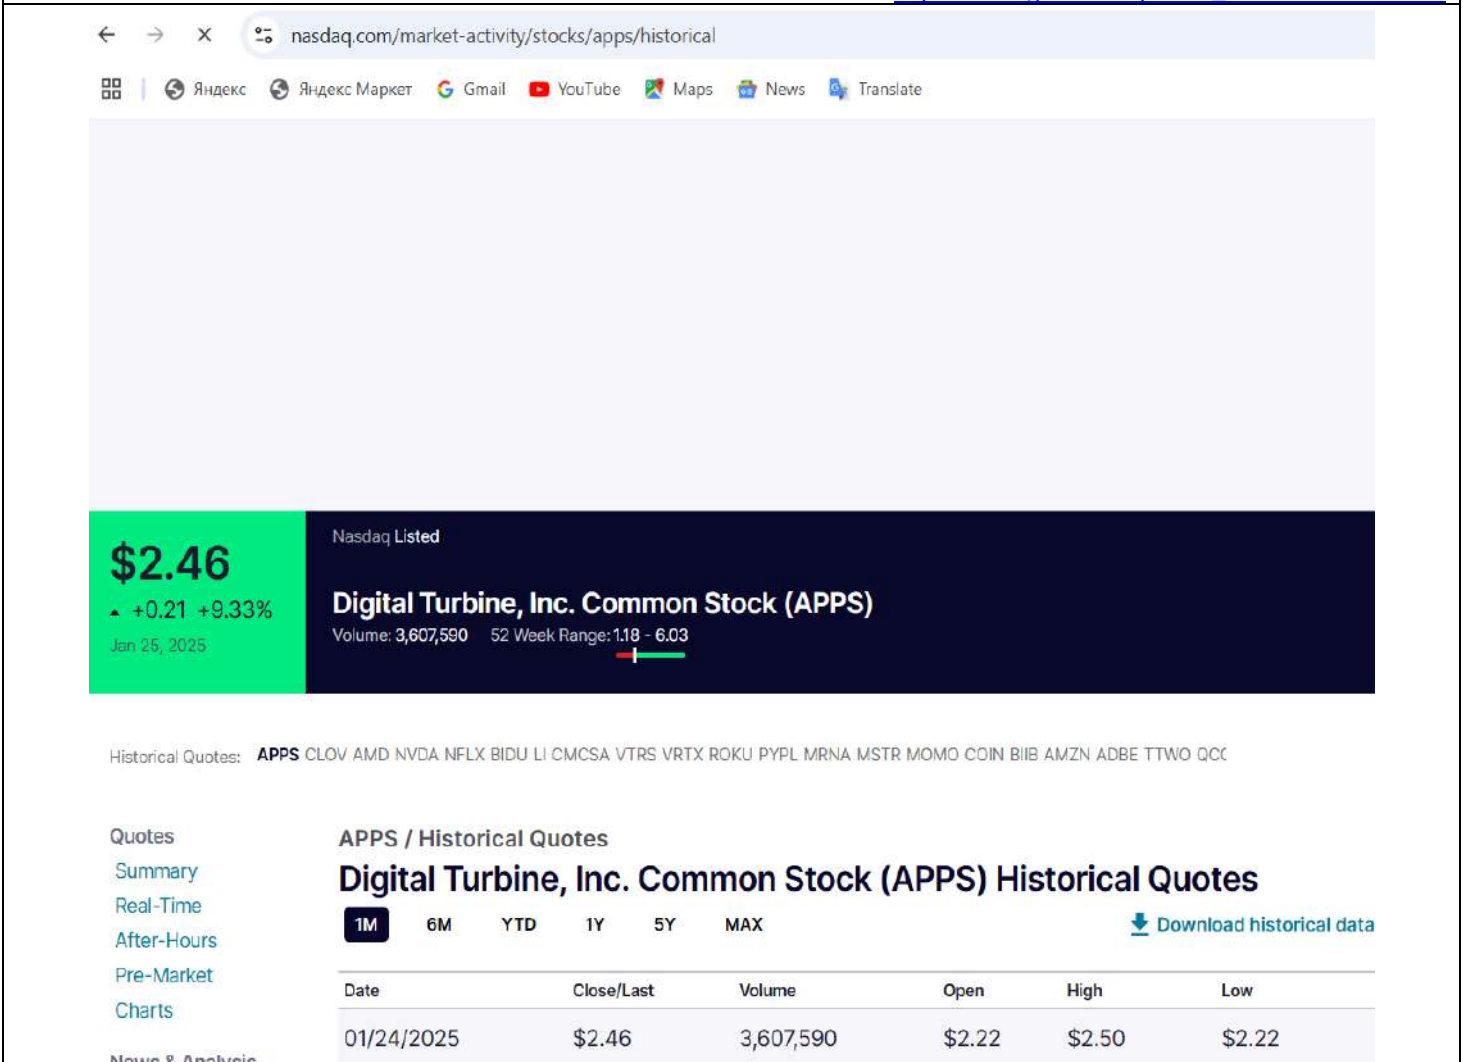 nasdaq.com/market-activity/stocks/apps/historical
Яндекс Яндекс Маркет Gmail YouTube Maps News Translate
$2.46
+0.21 +9.33%
Jan 25, 2025
Nasdaq Listed
Digital Turbine, Inc. Common Stock (APPS)
Volume: 3,607,590 52 Week Range: 1.18 - 6.03
Historical Quotes: APPS CLOV AMD NVDA NFLX BIDU LI CMCSA VTRS VRTX ROKU PYPL MRNA MSTR MOMO COIN BIIB AMZN ADBE TTWO
Quotes
Summary
Real-Time
After-Hours
Pre-Market
Charts
News & Analysis
APPS / Historical Quotes
Digital Turbine, Inc. Common Stock (APPS) Historical Quotes
1M 6M YTD 1Y 5Y MAX
Download historical data
Date Close/Last Volume Open High Low
01/24/2025 $2.46 3,607,590 $2.22 $2.50 $2.22